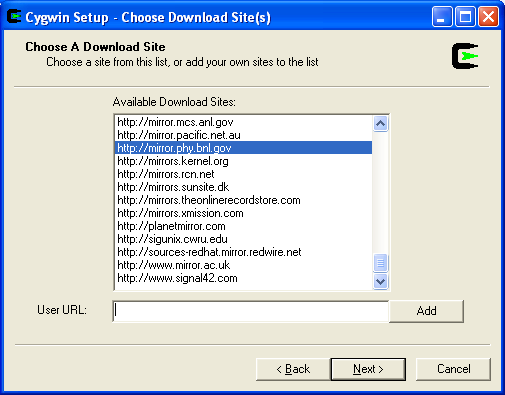 Cygwin Setup - Choose Download Site(s)
Choose A Download Site
Choose a site from this list, or add your own sites to the list
Available Download Sites:
http://mirror.mcs.anl.gov
http://mirror.pacific.net.au
http://mirror.phy.bnl.gov
http://mirrors.kernel.org
http://mirrors.rcn.net
http://mirrors.sunsite.dk
http://mirrors.theonlinerecordstore.com
http://mirrors.xmission.com
http://planetmirror.com
http://sigunix.cwru.edu
http://sources-redhat.mirror.redwire.net
http://www.mirror.ac.uk
http://www.signal42.com
User URL:
Add
< Back
Next >
Cancel